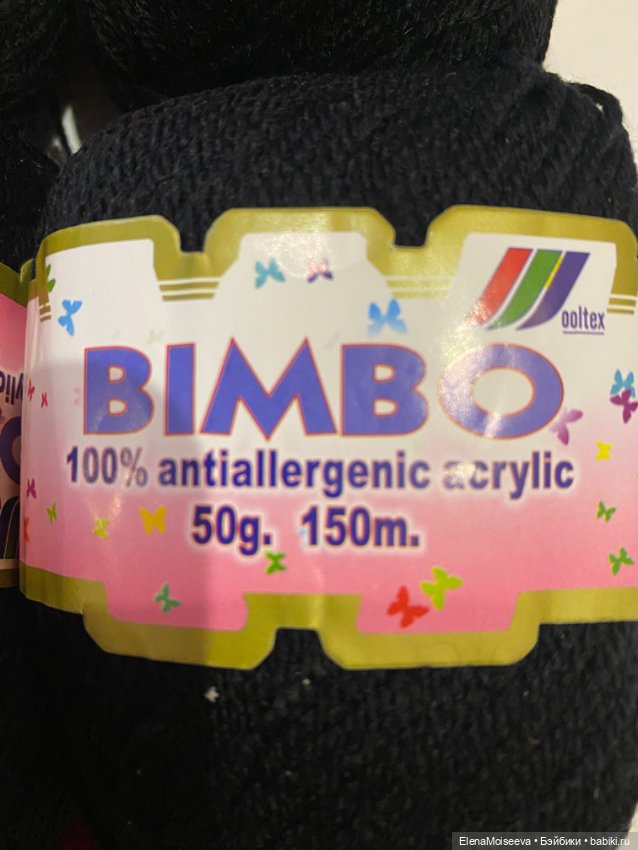 ooltex
BIMBO
100% antiallergenic acrylic
50g. 150m.
ElenaMoiseeva • Бэйбики • babiki.ru